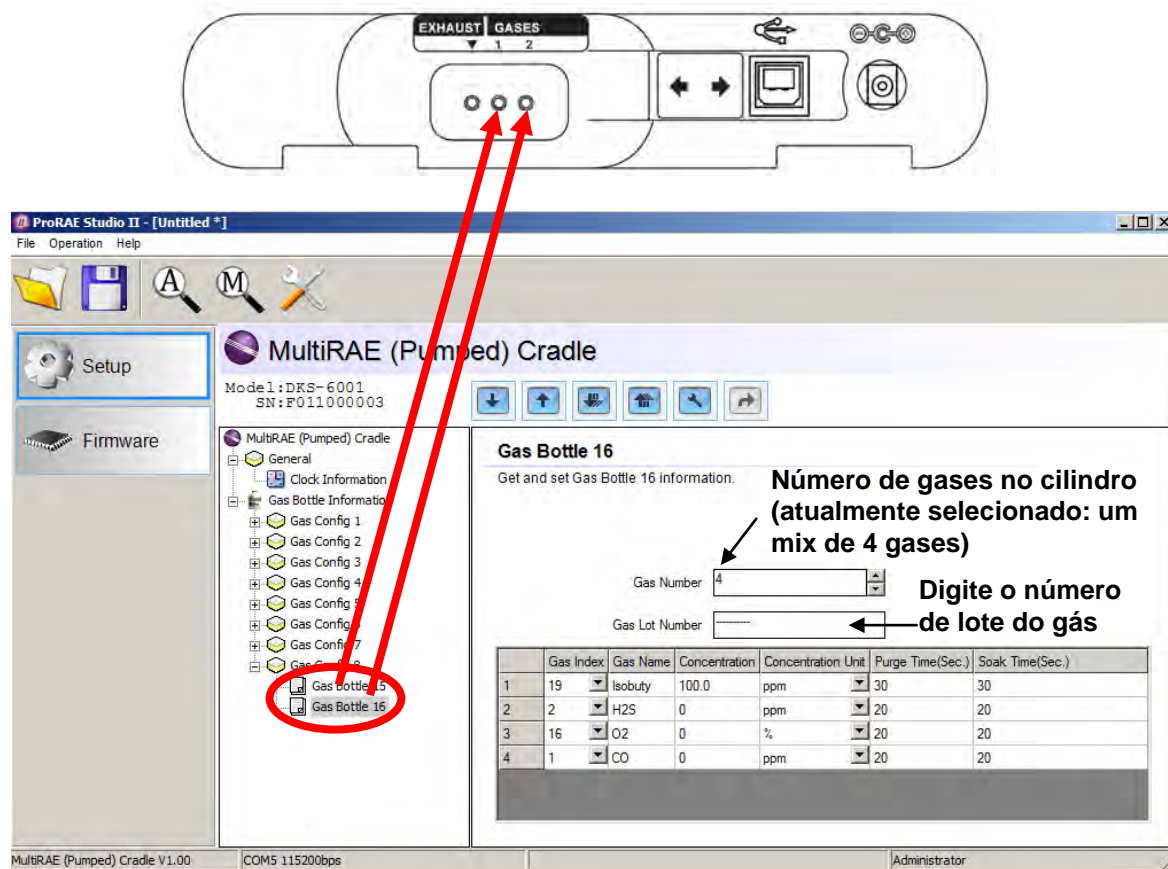 EXHAUST GASES
▼ 1 2
ProRAE Studio II - [Untitled *]
File Operation Help
A M
Setup
Firmware
MultiRAE (Pumped) Cradle
Model:DKS-6001
SN:F011000003
MultiRAE (Pumped) Cradle
General
Clock Information
Gas Bottle Information
Gas Config 1
Gas Config 2
Gas Config 3
Gas Config 4
Gas Config 5
Gas Config 6
Gas Config 7
Gas Config 8
Gas Bottle 15
Gas Bottle 16
Gas Bottle 16
Get and set Gas Bottle 16 information.
Número de gases no cilindro
(atualmente selecionado: um
mix de 4 gases)
Gas Number 4
Digite o número
de lote do gás
Gas Lot Number ----------
Gas Index Gas Name Concentration Concentration Unit Purge Time(Sec.) Soak Time(Sec.)
1 19 Isobuty 100.0 ppm 30 30
2 2 H2S 0 ppm 20 20
3 16 O2 0 % 20 20
4 1 CO 0 ppm 20 20
MultiRAE (Pumped) Cradle V1.00 COM5 115200bps Administrator